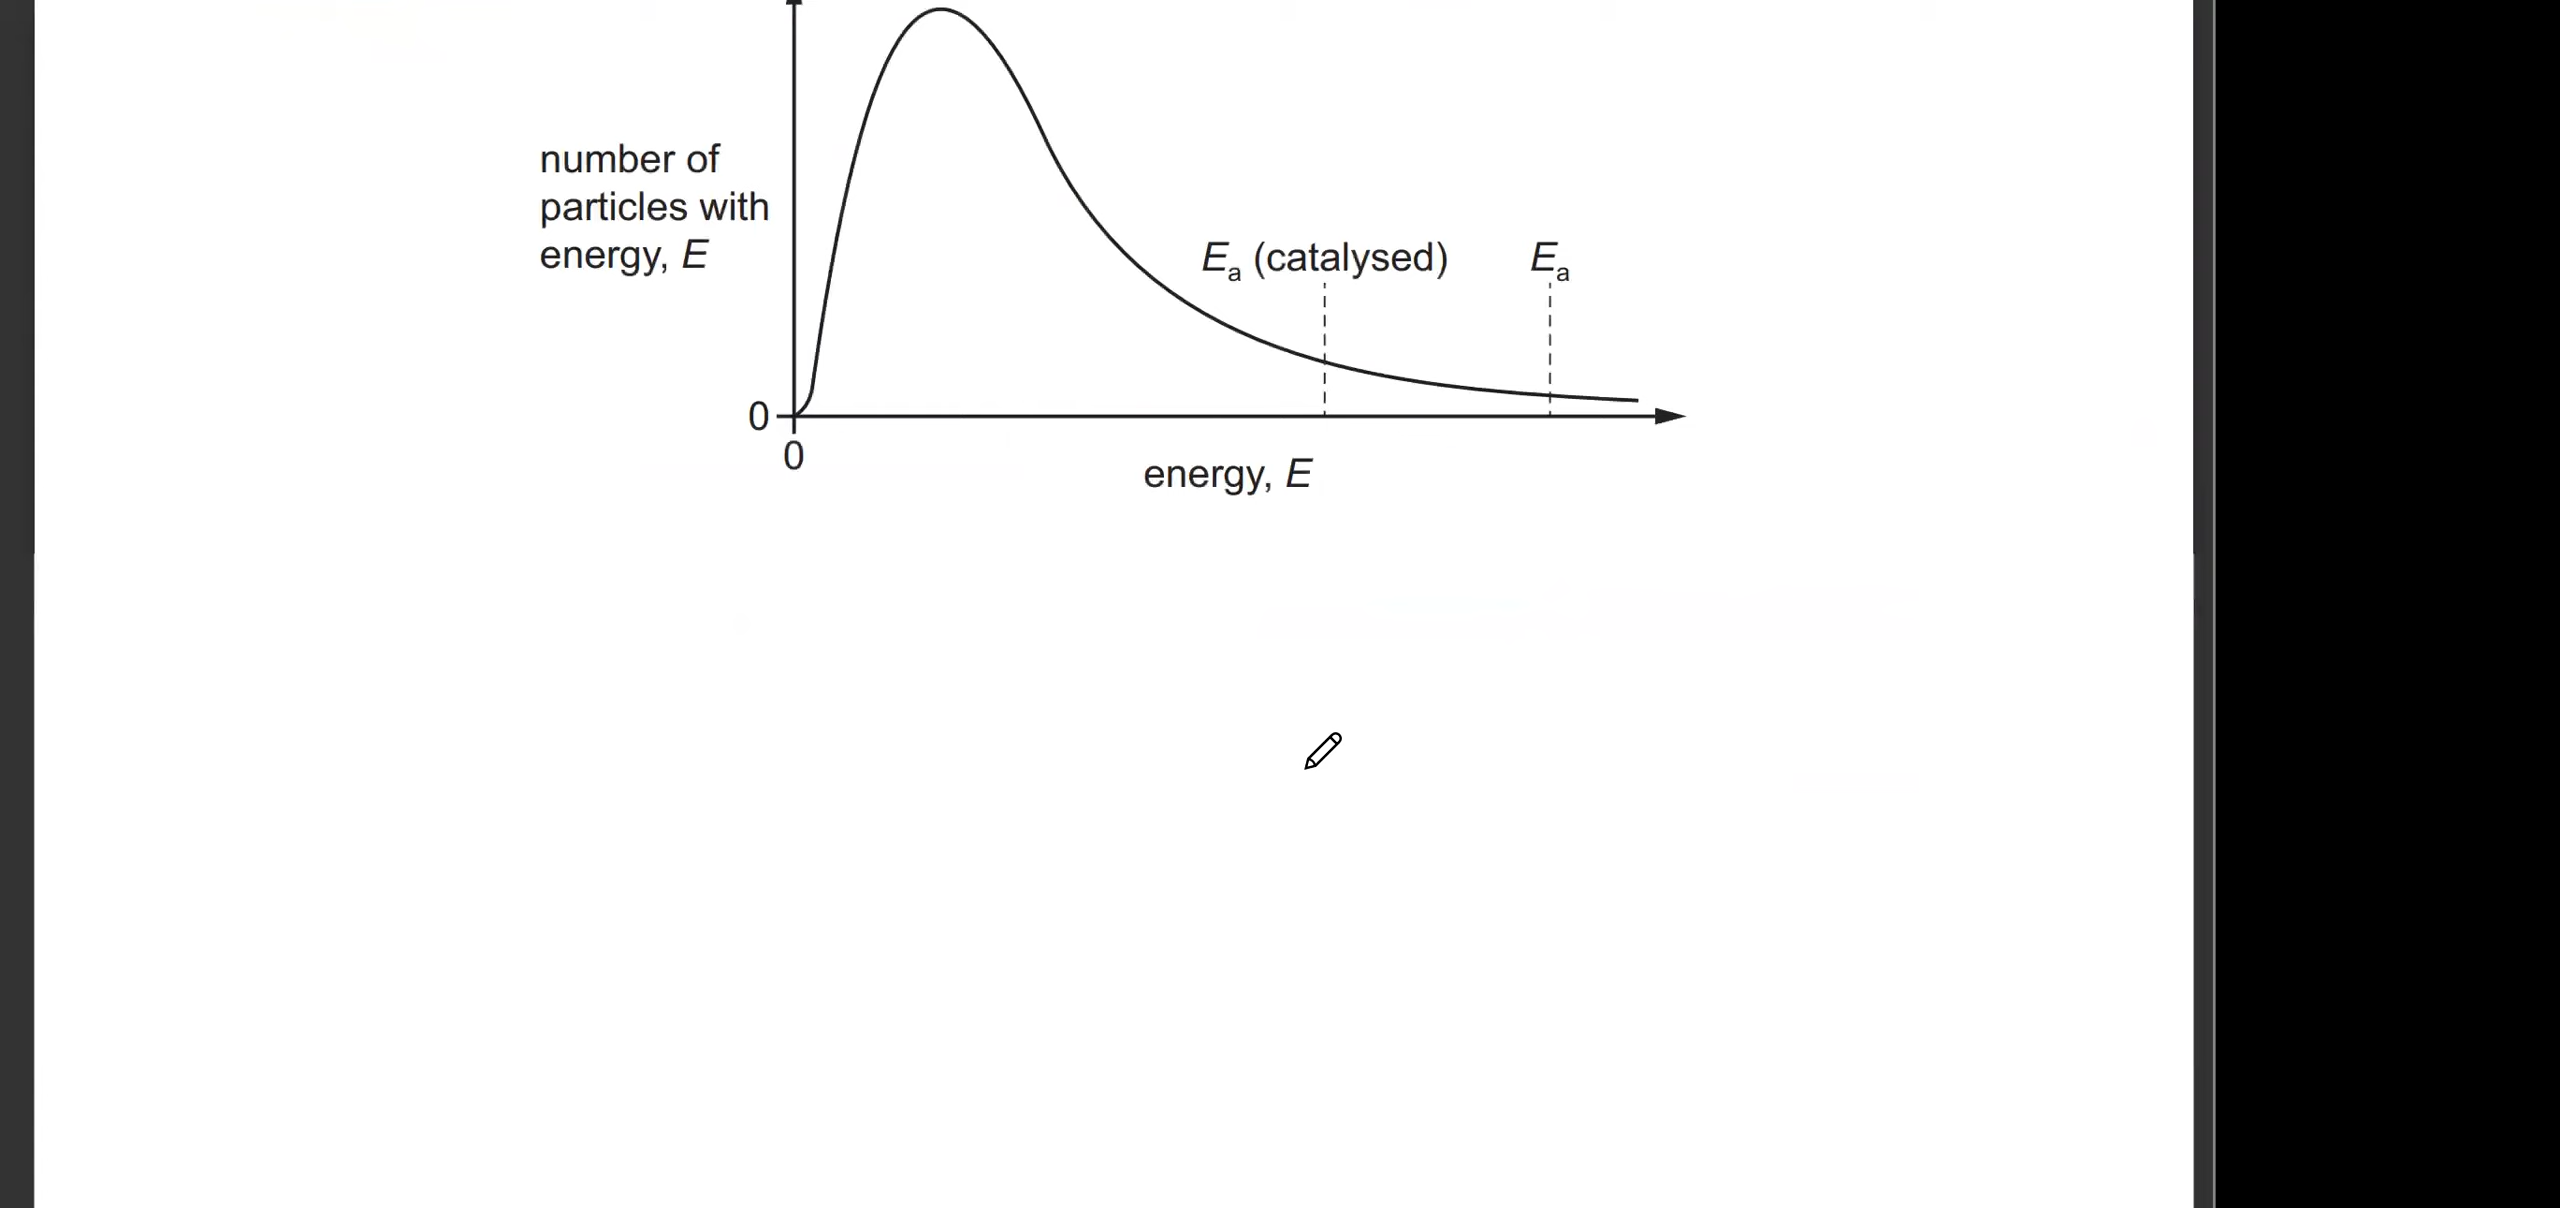 number of
particles with
energy, E
Ea (catalysed)
Ea
0
0
energy, E